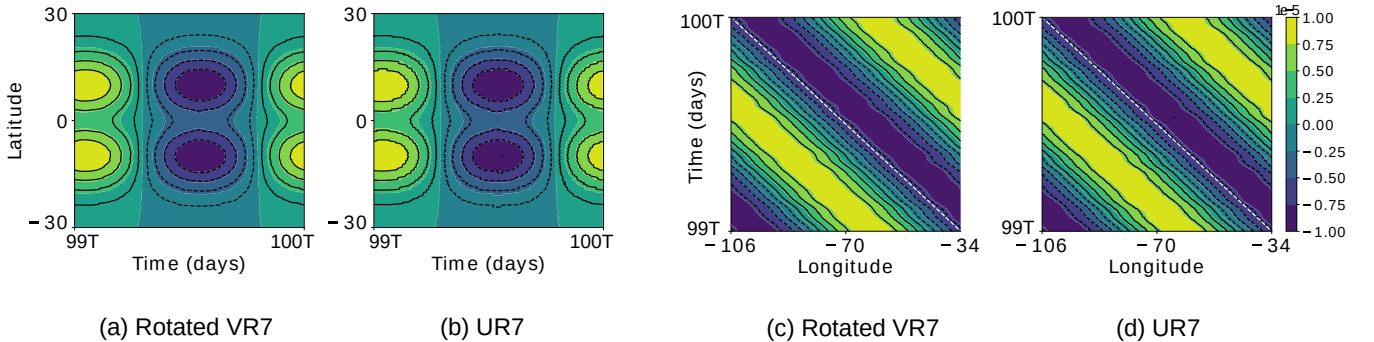 30
0
−30
Latitude
99T
100T
Time (days)
(a) Rotated VR7
30
0
−30
99T
100T
Time (days)
(b) UR7
100T
99T
Time (days)
−106
−70
−34
Longitude
(c) Rotated VR7
100T
99T
−106
−70
−34
Longitude
(d) UR7
1e−5
1.00
0.75
0.50
0.25
0.00
−0.25
−0.50
−0.75
−1.00